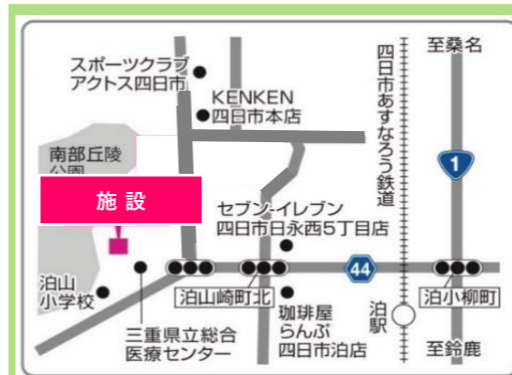 スポーツクラブ
アクトス四日市
KENKEN
四日市本店
四日市あすなろう鉄道
至桑名
1
南部丘陵
公園
施設
セブン-イレブン
四日市日永西5丁目店
44
泊山崎町北
泊小柳町
泊山
小学校
三重県立総合
医療センター
珈琲屋
らんぷ
四日市泊店
泊駅
至鈴鹿